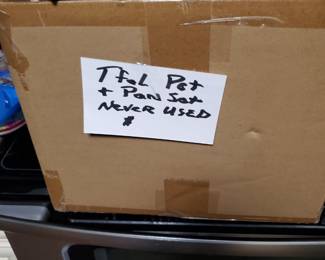 Tfal Pot
+ Pan Set
NEVER USED
$